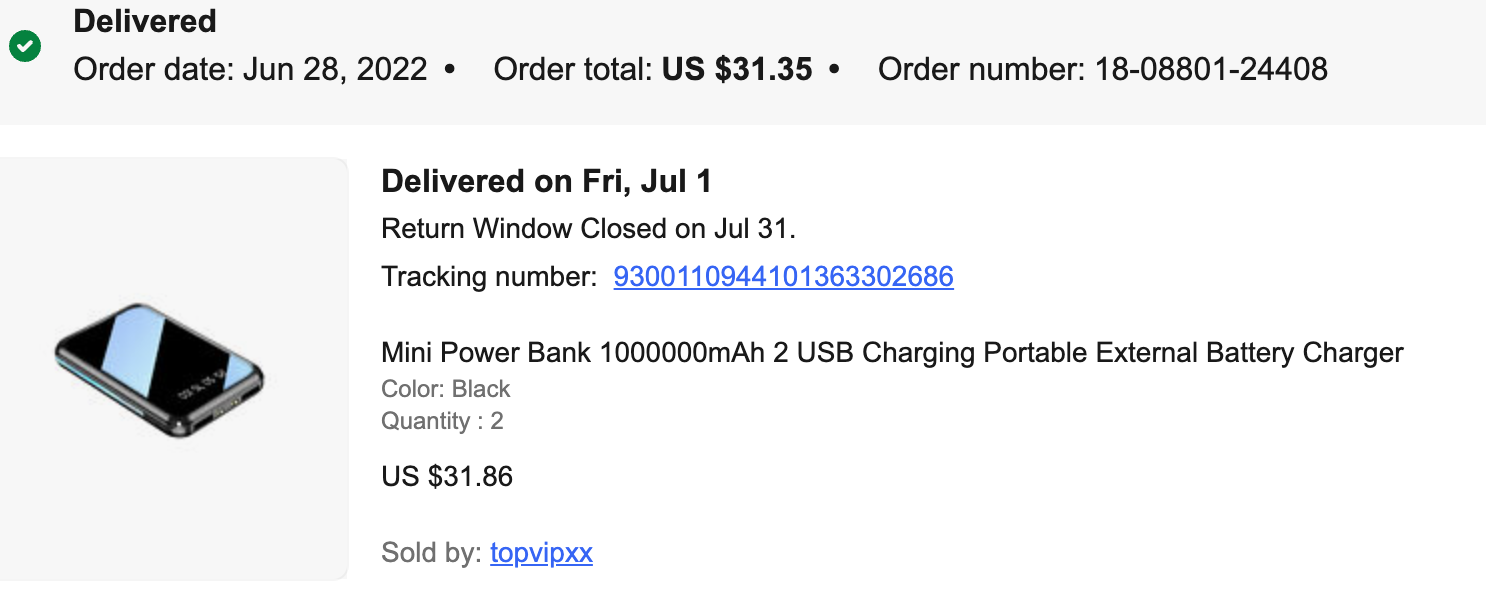 Delivered
Order date: Jun 28, 2022 • Order total: US $31.35 • Order number: 18-08801-24408
Delivered on Fri, Jul 1
Return Window Closed on Jul 31.
Tracking number: 9300110944101363302686
Mini Power Bank 1000000mAh 2 USB Charging Portable External Battery Charger
Color: Black
Quantity : 2
US $31.86
Sold by: topvipxx